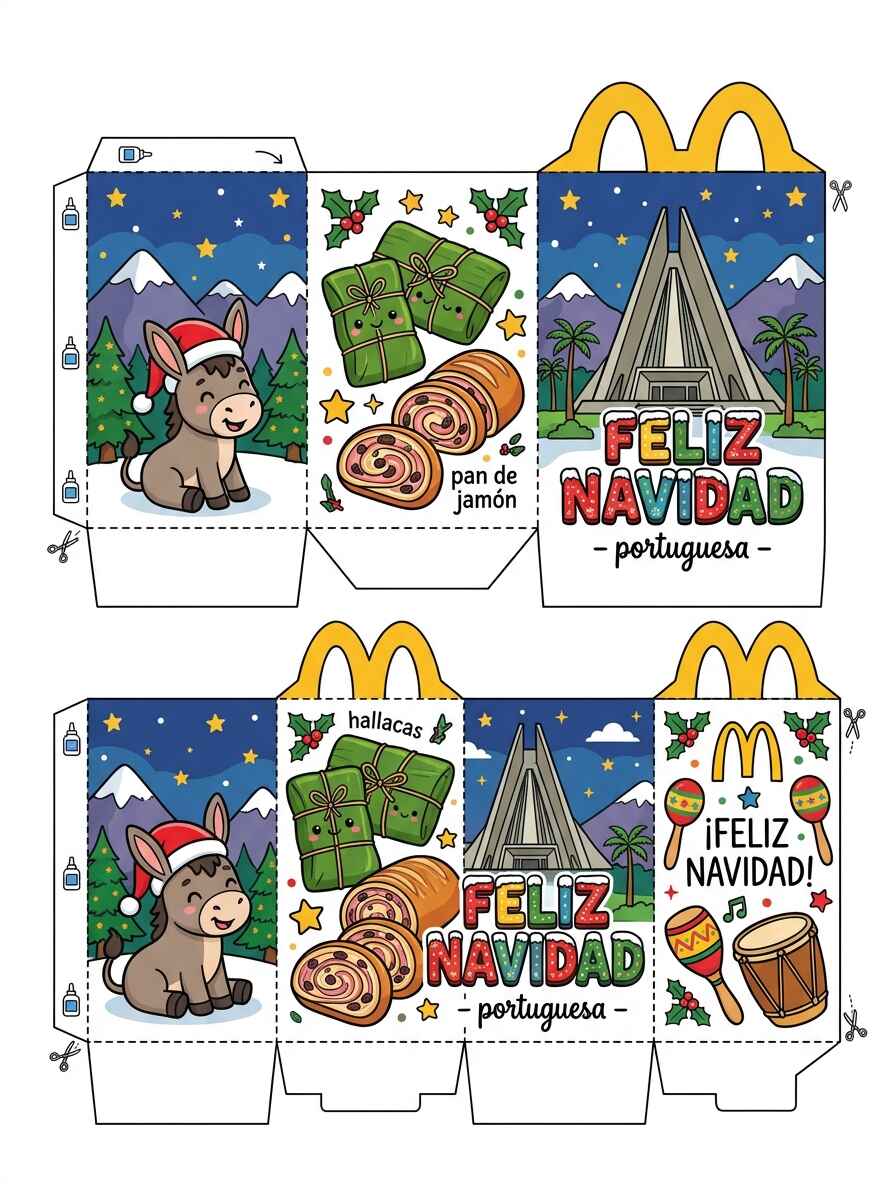 pan de
jamón
FELIZ
NAVIDAD
- portuguesa -
hallacas
FELIZ
NAVIDAD
- portuguesa -
¡FELIZ
NAVIDAD!